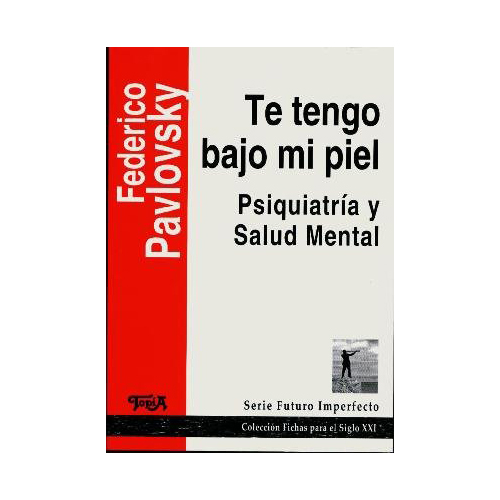 Federico
Pavlovsky
Te tengo
bajo mi piel
Psiquiatría y
Salud Mental
TopíA
Serie Futuro Imperfecto
Colección Fichas para el Siglo XXI